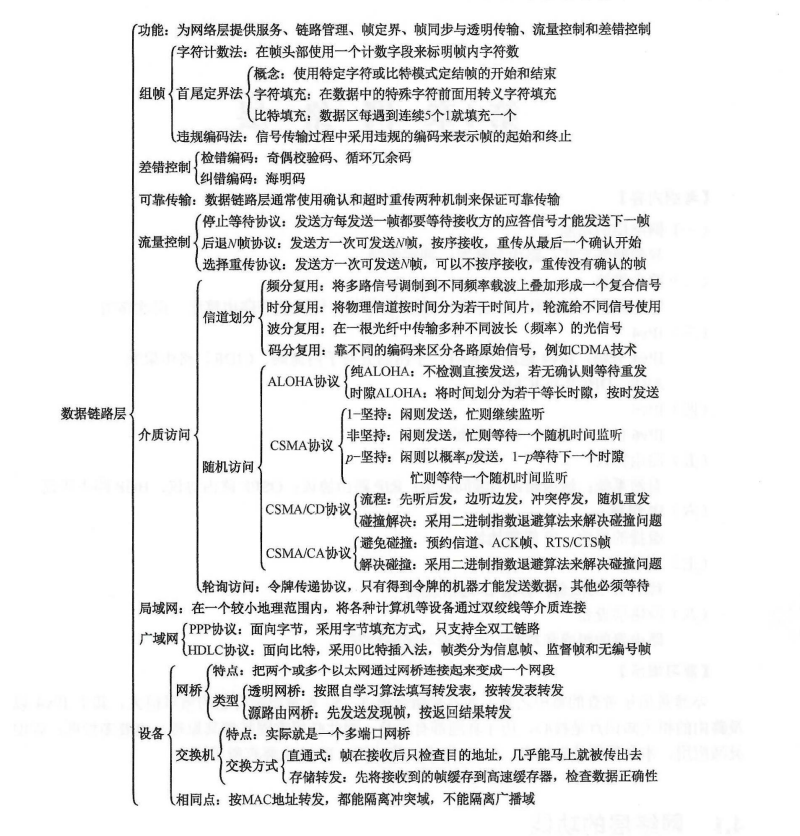 功能：为网络层提供服务、链路管理、帧定界、帧同步与透明传输、流量控制和差错控制
字符计数法：在帧头部使用一个计数字段来标明帧内字符数
概念：使用特定字符或比特模式定结帧的开始和结束
组帧
首尾定界法
字符填充：在数据中的特殊字符前面用转义字符填充
比特填充：数据区每遇到连续5个1就填充一个
违规编码法：信号传输过程中采用违规的编码来表示帧的起始和终止
差错控制
检错编码：奇偶校验码、循环冗余码
纠错编码：海明码
可靠传输：数据链路层通常使用确认和超时重传两种机制来保证可靠传输
流量控制
停止等待协议：发送方每发送一帧都要等待接收方的应答信号才能发送下一帧
后退N帧协议：发送方一次可发送N帧，按序接收，重传从最后一个确认开始
选择重传协议：发送方一次可发送N帧，可以不按序接收，重传没有确认的帧
信道划分
频分复用：将多路信号调制到不同频率载波上叠加形成一个复合信号
时分复用：将物理信道按时间分为若干时间片，轮流给不同信号使用
波分复用：在一根光纤中传输多种不同波长（频率）的光信号
码分复用：靠不同的编码来区分各路原始信号，例如CDMA技术
数据链路层
介质访问
随机访问
ALOHA协议
纯ALOHA：不检测直接发送，若无确认则等待重发
时隙ALOHA：将时间划分为若干等长时隙，按时发送
CSMA协议
1-坚持：闲则发送，忙则继续监听
非坚持：闲则发送，忙则等待一个随机时间监听
p-坚持：闲则以概率p发送，1-p等待下一个时隙
忙则等待一个随机时间监听
CSMA/CD协议
流程：先听后发，边听边发，冲突停发，随机重发
碰撞解决：采用二进制指数退避算法来解决碰撞问题
CSMA/CA协议
避免碰撞：预约信道、ACK帧、RTS/CTS帧
解决碰撞：采用二进制指数退避算法来解决碰撞问题
轮询访问：令牌传递协议，只有得到令牌的机器才能发送数据，其他必须等待
局域网：在一个较小地理范围内，将各种计算机等设备通过双绞线等介质连接
广域网
PPP协议：面向字节，采用字节填充方式，只支持全双工链路
HDLC协议：面向比特，采用0比特插入法，帧类分为信息帧、监督帧和无编号帧
设备
网桥
特点：把两个或多个以太网通过网桥连接起来变成一个网段
类型
透明网桥：按照自学习算法填写转发表，按转发表转发
源路由网桥：先发送发现帧，按返回结果转发
交换机
特点：实际就是一个多端口网桥
交换方式
直通式：帧在接收后只检查目的地址，几乎能马上就被传出去
存储转发：先将接收到的帧缓存到高速缓存器，检查数据正确性
相同点：按MAC地址转发，都能隔离冲突域，不能隔离广播域